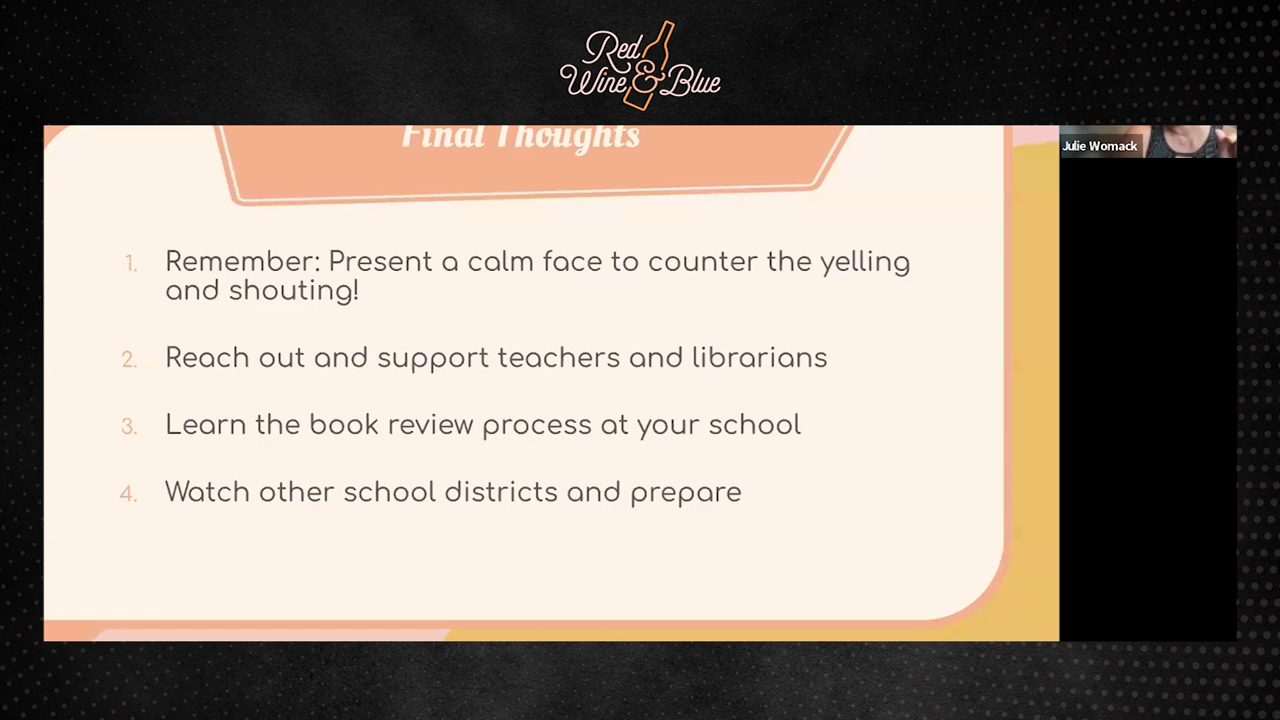 Red
Wine & Blue
Final Thoughts
Julie Womack
1. Remember: Present a calm face to counter the yelling
and shouting!
2. Reach out and support teachers and librarians
3. Learn the book review process at your school
4. Watch other school districts and prepare